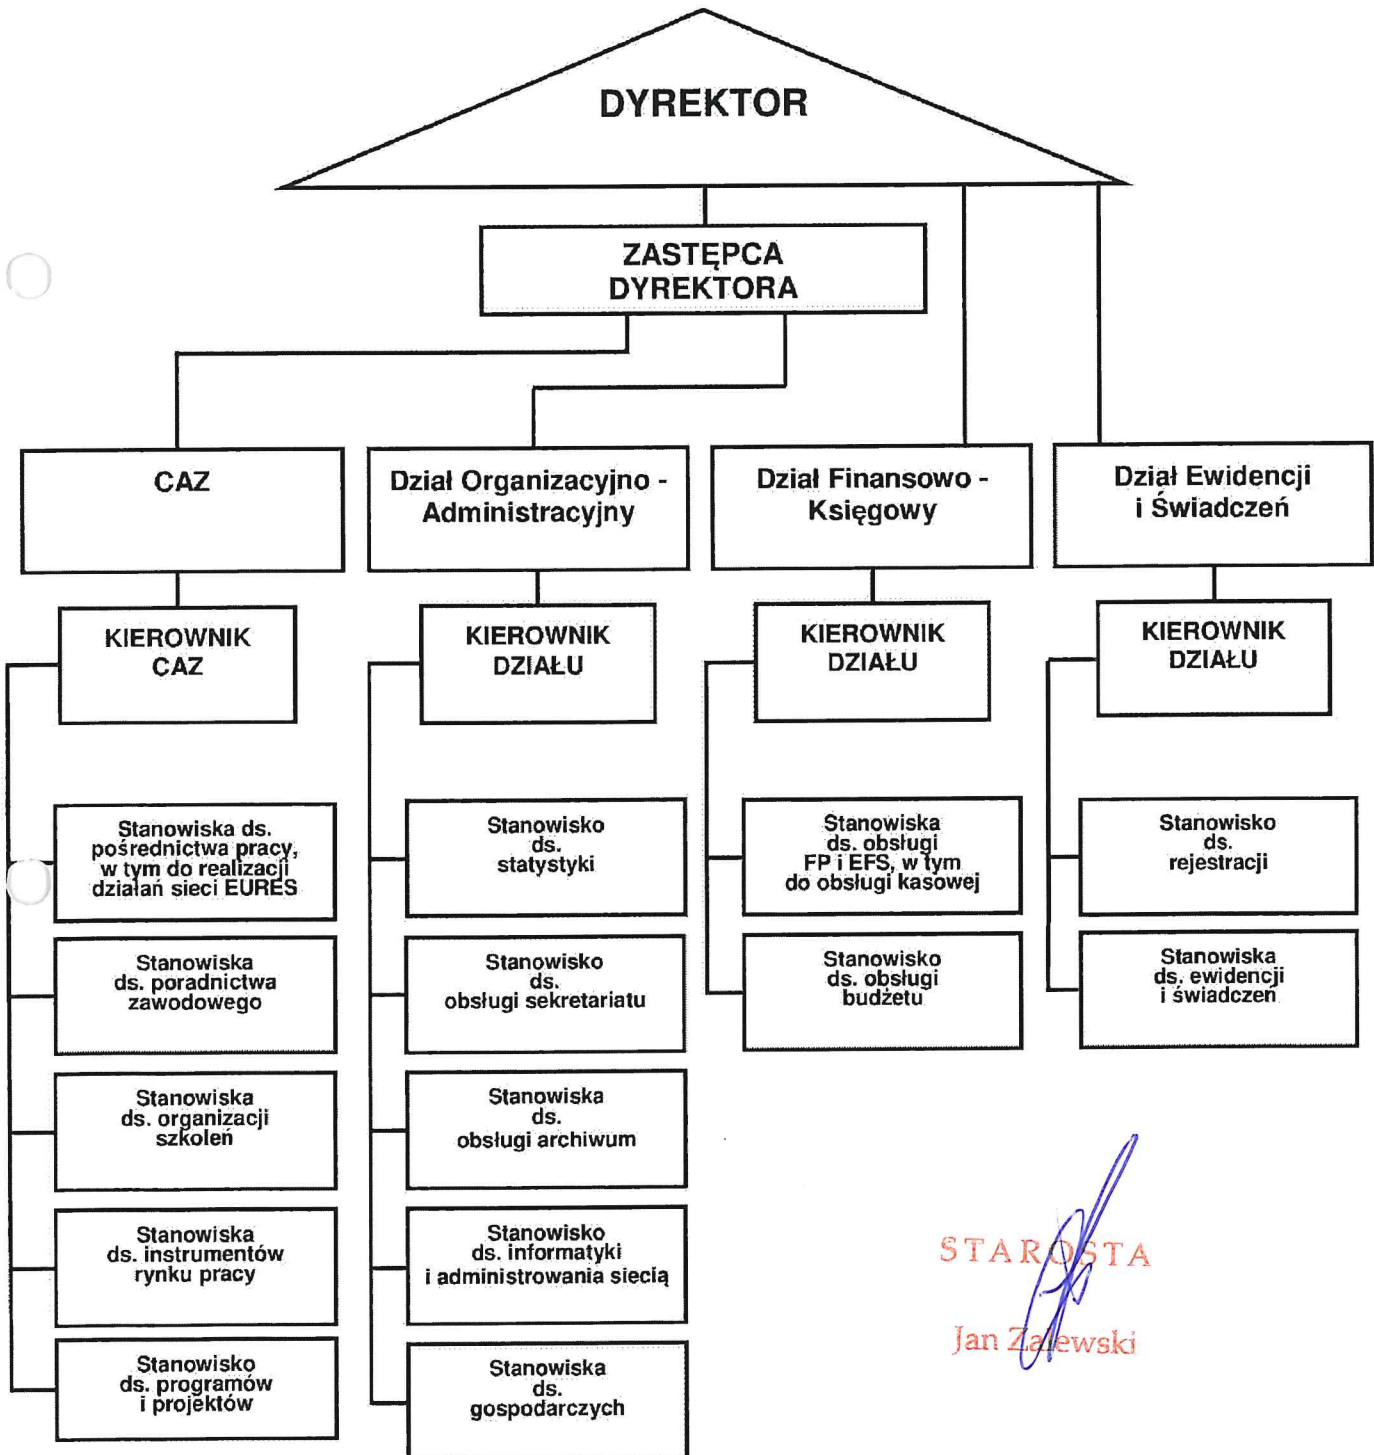 DYREKTOR
ZASTĘPCA
DYREKTORA
CAZ
Dział Organizacyjno -
Administracyjny
Dział Finansowo -
Księgowy
Dział Ewidencji
i Świadczeń
KIEROWNIK
CAZ
KIEROWNIK
DZIAŁU
KIEROWNIK
DZIAŁU
KIEROWNIK
DZIAŁU
Stanowiska ds.
pośrednictwa pracy,
w tym do realizacji
działań sieci EURES
Stanowiska
ds. poradnictwa
zawodowego
Stanowiska
ds. organizacji
szkoleń
Stanowiska
ds. instrumentów
rynku pracy
Stanowisko
ds. programów
i projektów
Stanowisko
ds.
statystyki
Stanowisko
ds.
obsługi sekretariatu
Stanowiska
ds.
obsługi archiwum
Stanowisko
ds. informatyki
i administrowania siecią
Stanowiska
ds.
gospodarczych
Stanowiska
ds. obsługi
FP i EFS, w tym
do obsługi kasowej
Stanowisko
ds. obsługi
budżetu
Stanowisko
ds.
rejestracji
Stanowiska
ds. ewidencji
i świadczeń
STAROSTA
Jan Zalewski